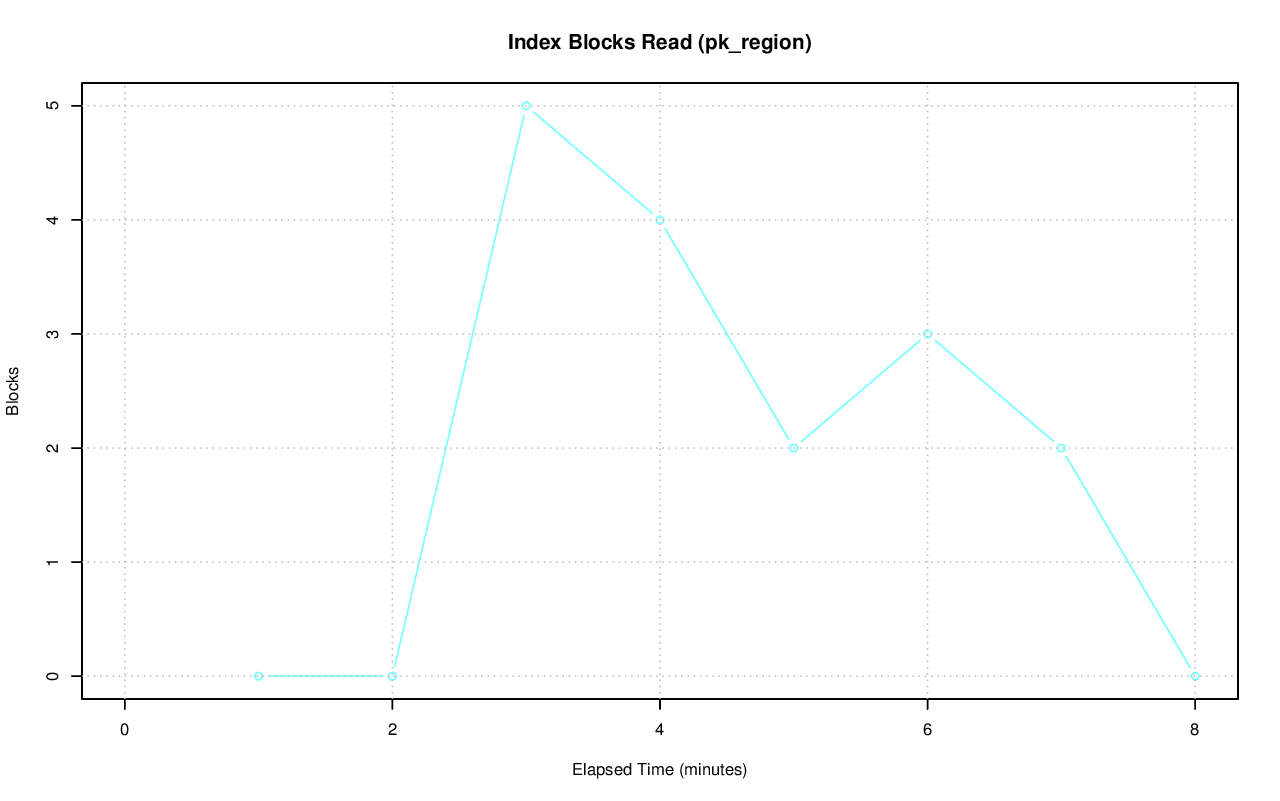 Index Blocks Read (pk_region)
5
4
3
2
1
0
Blocks
0 2 4 6 8
Elapsed Time (minutes)